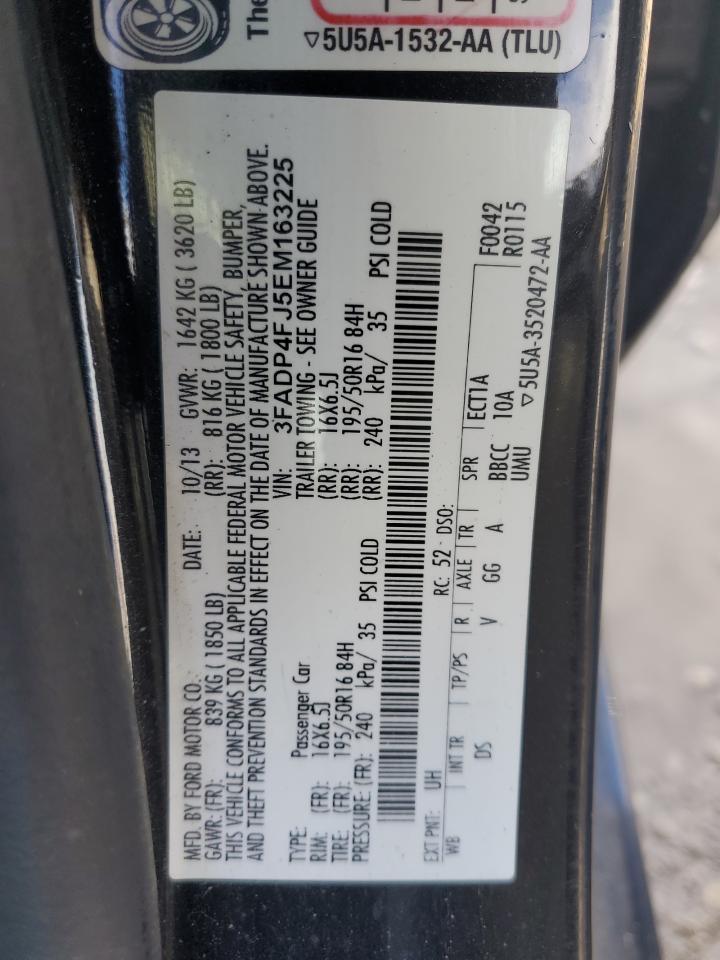 The
▽5U5A-1532-AA (TLU)
MFD. BY FORD MOTOR CO. DATE: 10/13 GVWR: 1642 KG ( 3620 LB)
GAWR: (FR): 839 KG ( 1850 LB) (RR): 816 KG ( 1800 LB)
THIS VEHICLE CONFORMS TO ALL APPLICABLE FEDERAL MOTOR VEHICLE SAFETY, BUMPER,
AND THEFT PREVENTION STANDARDS IN EFFECT ON THE DATE OF MANUFACTURE SHOWN ABOVE.
VIN: 3FADP4FJ5EM163225
TYPE: Passenger Car TRAILER TOWING - SEE OWNER GUIDE
RIM: (FR): 16X6.5J (RR): 16X6.5J
TIRE: (FR): 195/50R16 84H (RR): 195/50R16 84H
PRESSURE: (FR): 240 kPa/ 35 PSI COLD (RR): 240 kPa/ 35 PSI COLD
EXT PNT: UH RC: 52 DSO: F0042
WB INT TR TP/PS R AXLE TR SPR ECT1A R0115
DS V GG A BBCC 10A
UMU ▽5U5A-3520472-AA